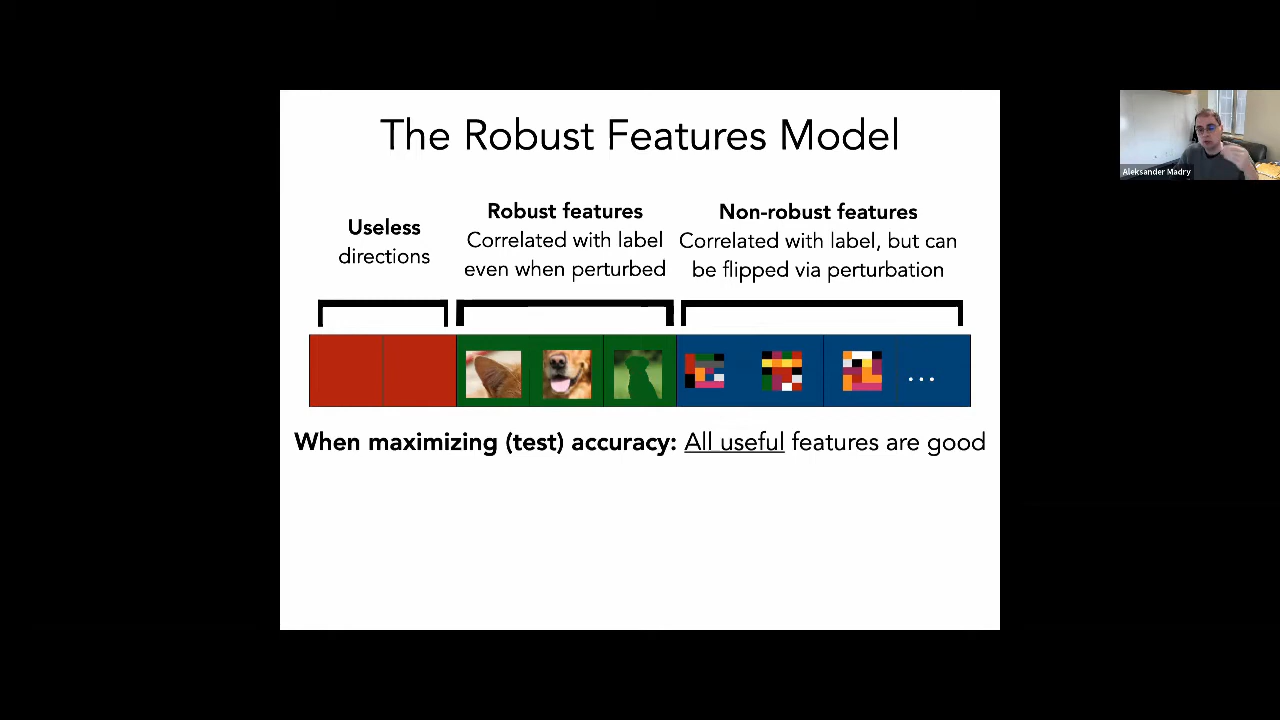 The Robust Features Model
Useless
directions
Robust features
Correlated with label
even when perturbed
Non-robust features
Correlated with label, but can
be flipped via perturbation
...
When maximizing (test) accuracy: All useful features are good
Aleksander Madry